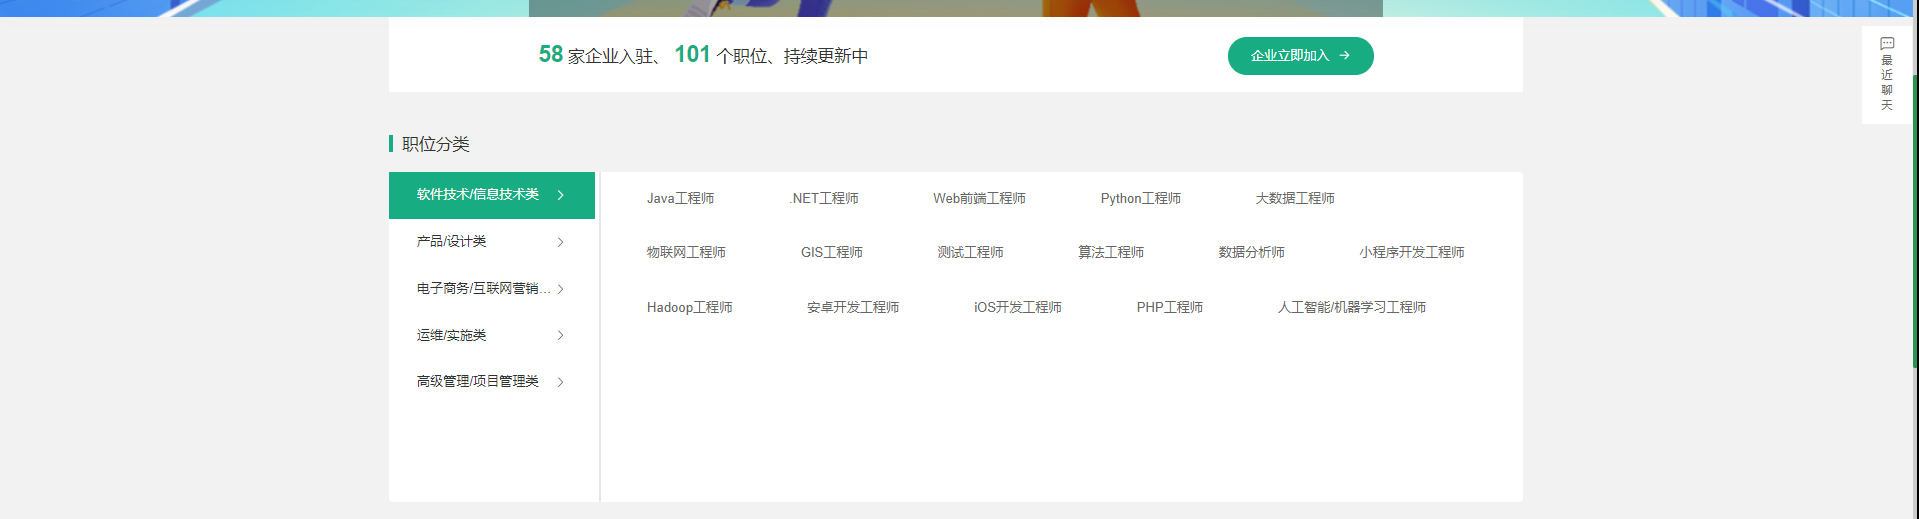 58 家企业入驻、 101 个职位、持续更新中
企业立即加入 →
最近聊天
职位分类
软件技术/信息技术类
产品/设计类
电子商务/互联网营销...
运维/实施类
高级管理/项目管理类
Java工程师 .NET工程师 Web前端工程师 Python工程师 大数据工程师
物联网工程师 GIS工程师 测试工程师 算法工程师 数据分析师 小程序开发工程师
Hadoop工程师 安卓开发工程师 iOS开发工程师 PHP工程师 人工智能/机器学习工程师